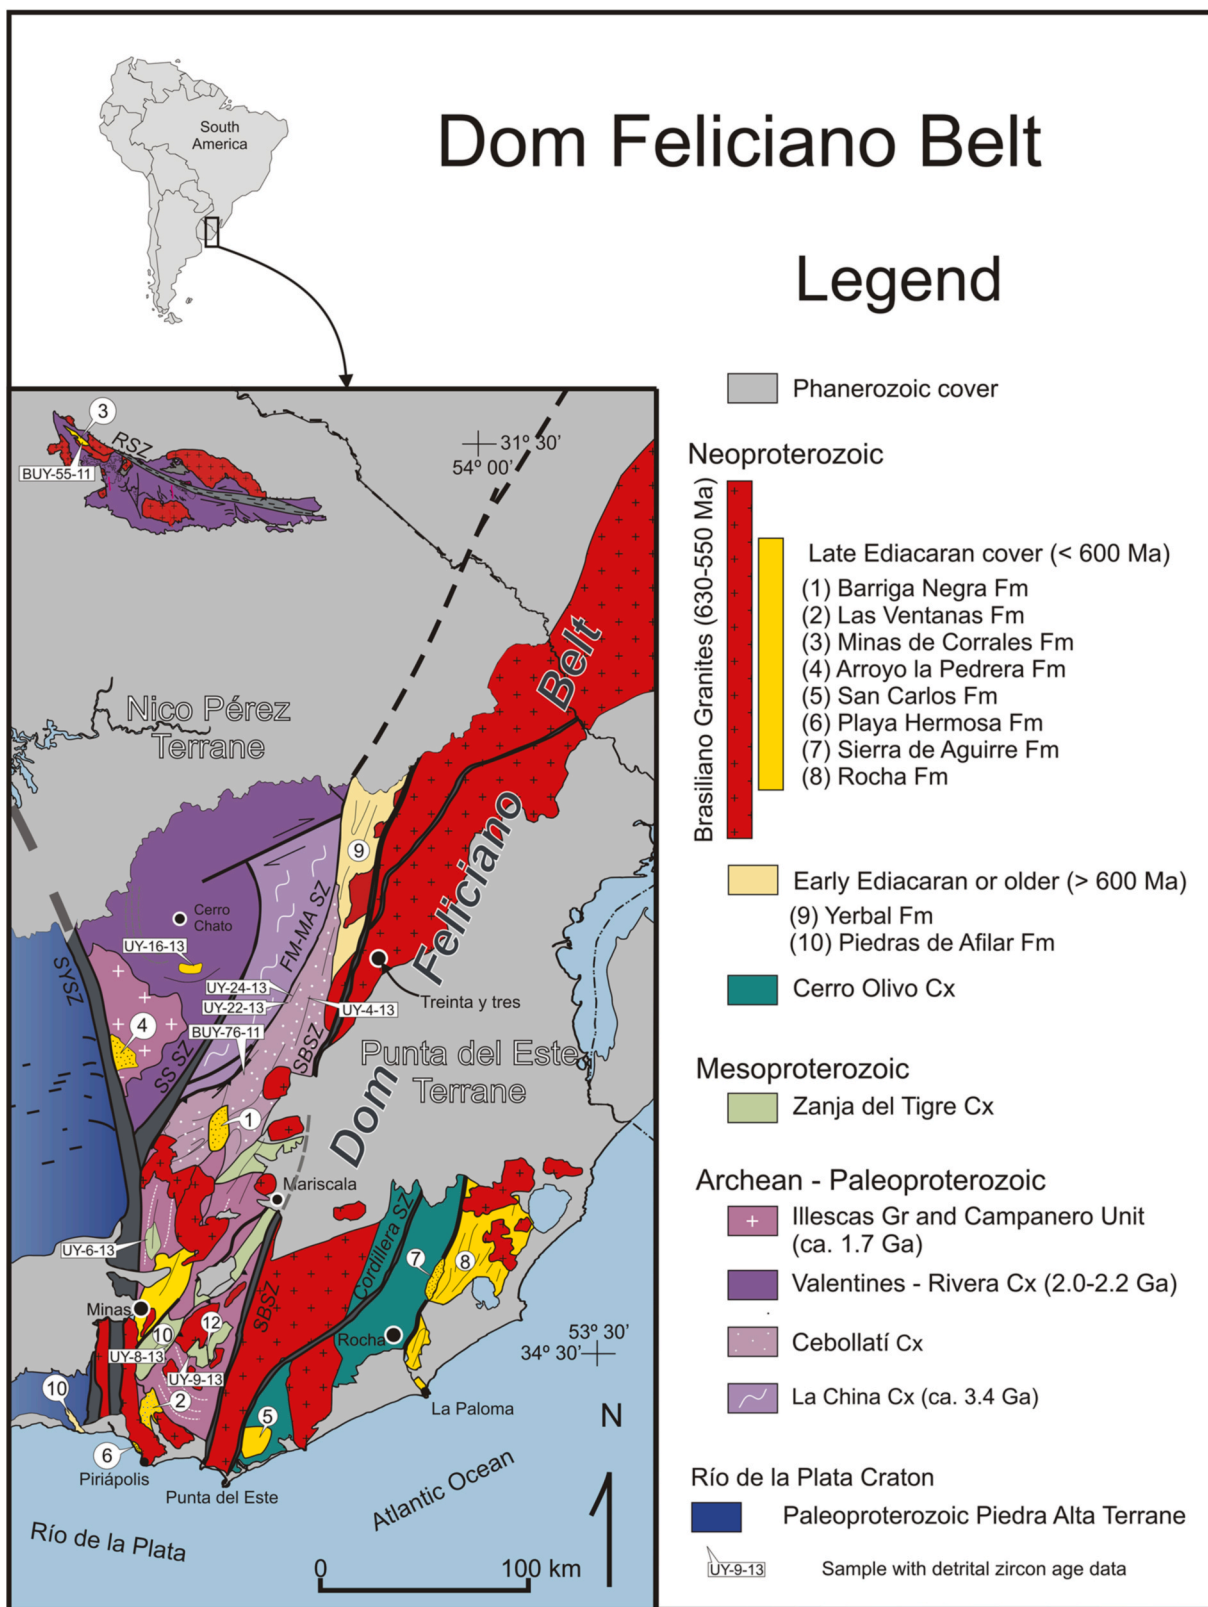 South
America
Dom Feliciano Belt
Legend
3
RSZ
BUY-55-11
31º 30'
54º 00'
Nico Pérez
Terrane
Dom Feliciano Belt
9
Cerro
Chato
UY-16-13
FM-MA SZ
SYSZ
UY-24-13
UY-22-13
UY-4-13
Treinta y tres
4
BUY-76-11
SS SZ
SBSZ
Punta del Este
Terrane
1
Mariscala
UY-6-13
Cordillera SZ
7
8
Minas
SBSZ
12
10
Rocha
53º 30'
34º 30'
UY-8-13
UY-9-13
10
2
La Paloma
5
N
6
Piriápolis
Punta del Este
Atlantic Ocean
Río de la Plata
0
100 km
Phanerozoic cover
Neoproterozoic
Brasiliano Granites (630-550 Ma)
Late Ediacaran cover (< 600 Ma)
(1) Barriga Negra Fm
(2) Las Ventanas Fm
(3) Minas de Corrales Fm
(4) Arroyo la Pedrera Fm
(5) San Carlos Fm
(6) Playa Hermosa Fm
(7) Sierra de Aguirre Fm
(8) Rocha Fm
Early Ediacaran or older (> 600 Ma)
(9) Yerbal Fm
(10) Piedras de Afilar Fm
Cerro Olivo Cx
Mesoproterozoic
Zanja del Tigre Cx
Archean - Paleoproterozoic
Illescas Gr and Campanero Unit
(ca. 1.7 Ga)
Valentines - Rivera Cx (2.0-2.2 Ga)
Cebollatí Cx
La China Cx (ca. 3.4 Ga)
Río de la Plata Craton
Paleoproterozoic Piedra Alta Terrane
UY-9-13
Sample with detrital zircon age data